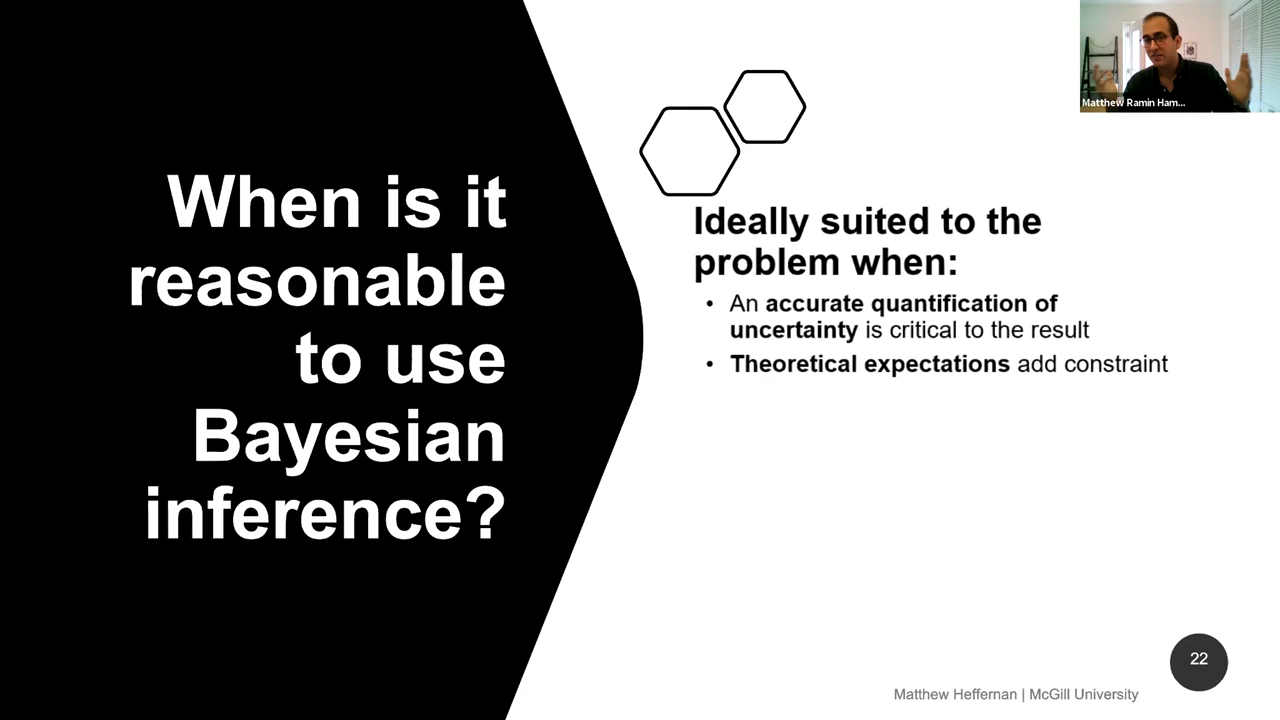 When is it
reasonable
to use
Bayesian
inference?
Ideally suited to the
problem when:
• An accurate quantification of
uncertainty is critical to the result
• Theoretical expectations add constraint
Matthew Ramin Ham...
22
Matthew Heffernan | McGill University